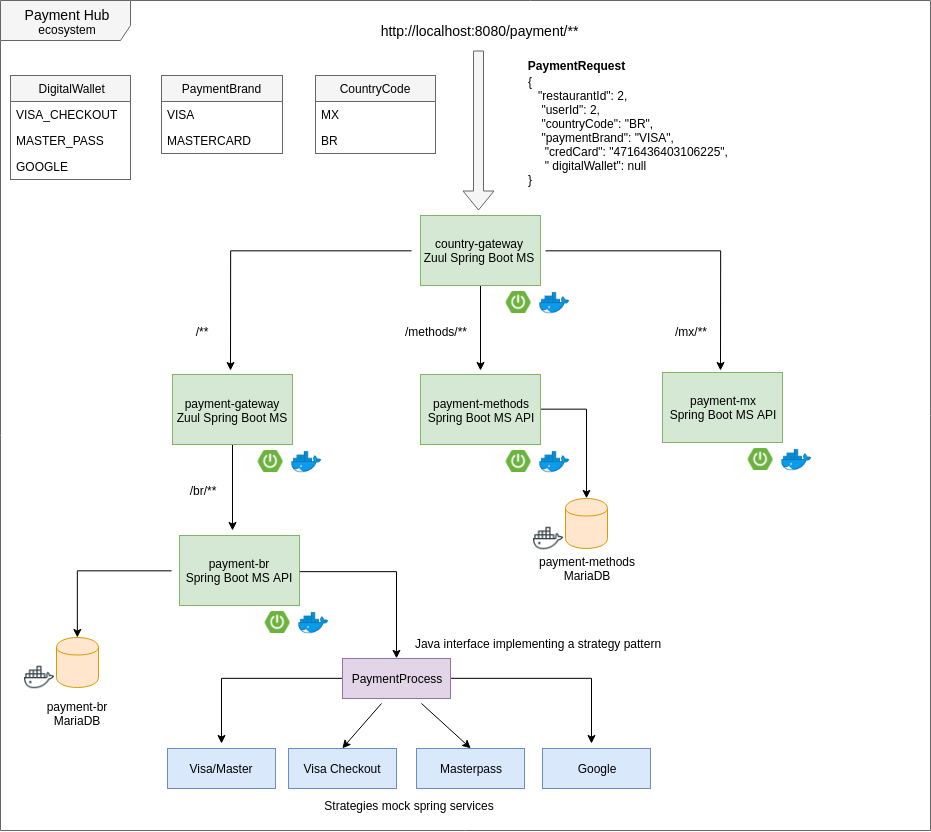 Payment Hub
ecosystem
http://localhost:8080/payment/**
PaymentRequest
{
"restaurantId": 2,
"userId": 2,
"countryCode": "BR",
"paymentBrand": "VISA",
"credCard": "4716436403106225",
" digitalWallet": null
}
DigitalWallet
VISA_CHECKOUT
MASTER_PASS
GOOGLE
PaymentBrand
VISA
MASTERCARD
CountryCode
MX
BR
country-gateway
Zuul Spring Boot MS
/**
/methods/**
/mx/**
payment-gateway
Zuul Spring Boot MS
payment-methods
Spring Boot MS API
payment-mx
Spring Boot MS API
/br/**
payment-methods
MariaDB
payment-br
Spring Boot MS API
Java interface implementing a strategy pattern
PaymentProcess
payment-br
MariaDB
Visa/Master
Visa Checkout
Masterpass
Google
Strategies mock spring services